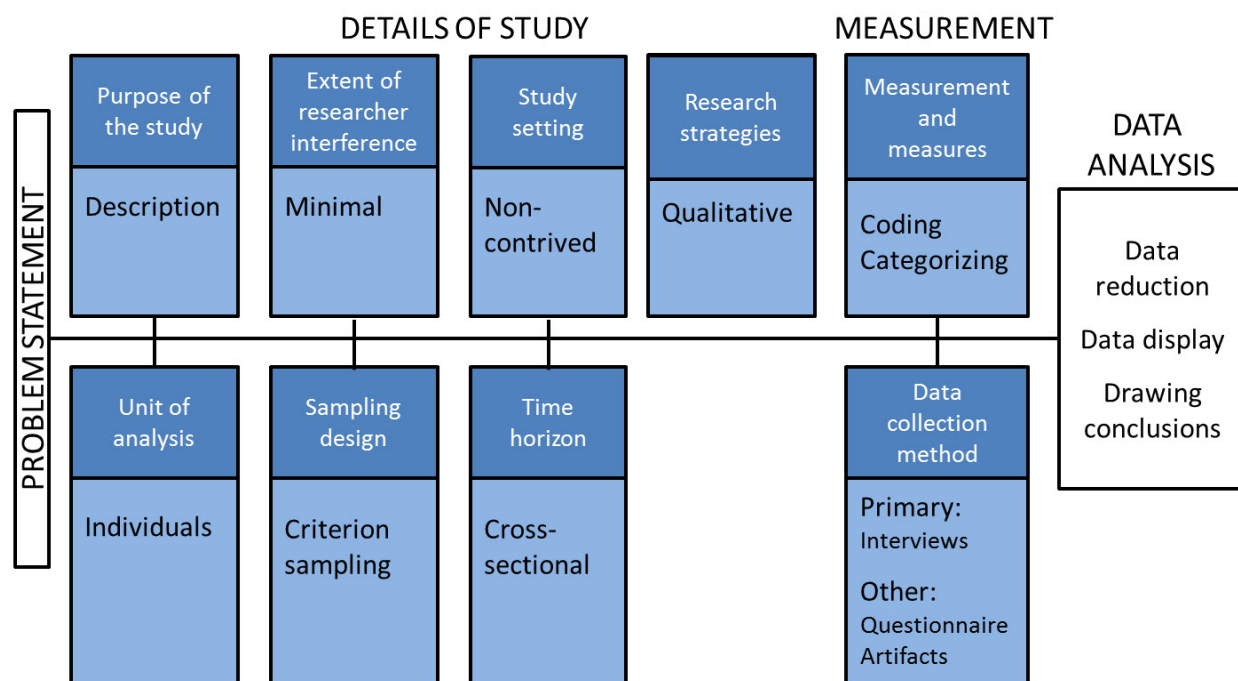 DETAILS OF STUDY
MEASUREMENT
PROBLEM STATEMENT
Purpose of
the study
Description
Extent of
researcher
interference
Minimal
Study
setting
Non-
contrived
Research
strategies
Qualitative
Measurement
and
measures
Coding
Categorizing
Unit of
analysis
Individuals
Sampling
design
Criterion
sampling
Time
horizon
Cross-
sectional
Data
collection
method
Primary:
Interviews
Other:
Questionnaire
Artifacts
DATA
ANALYSIS
Data
reduction
Data display
Drawing
conclusions